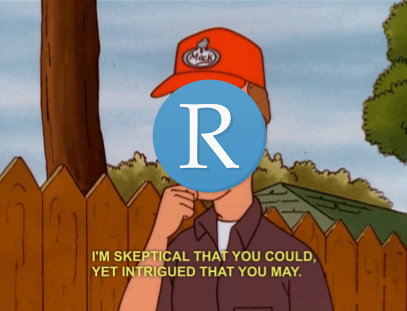 Mack
R
I'M SKEPTICAL THAT YOU COULD,
YET INTRIGUED THAT YOU MAY.